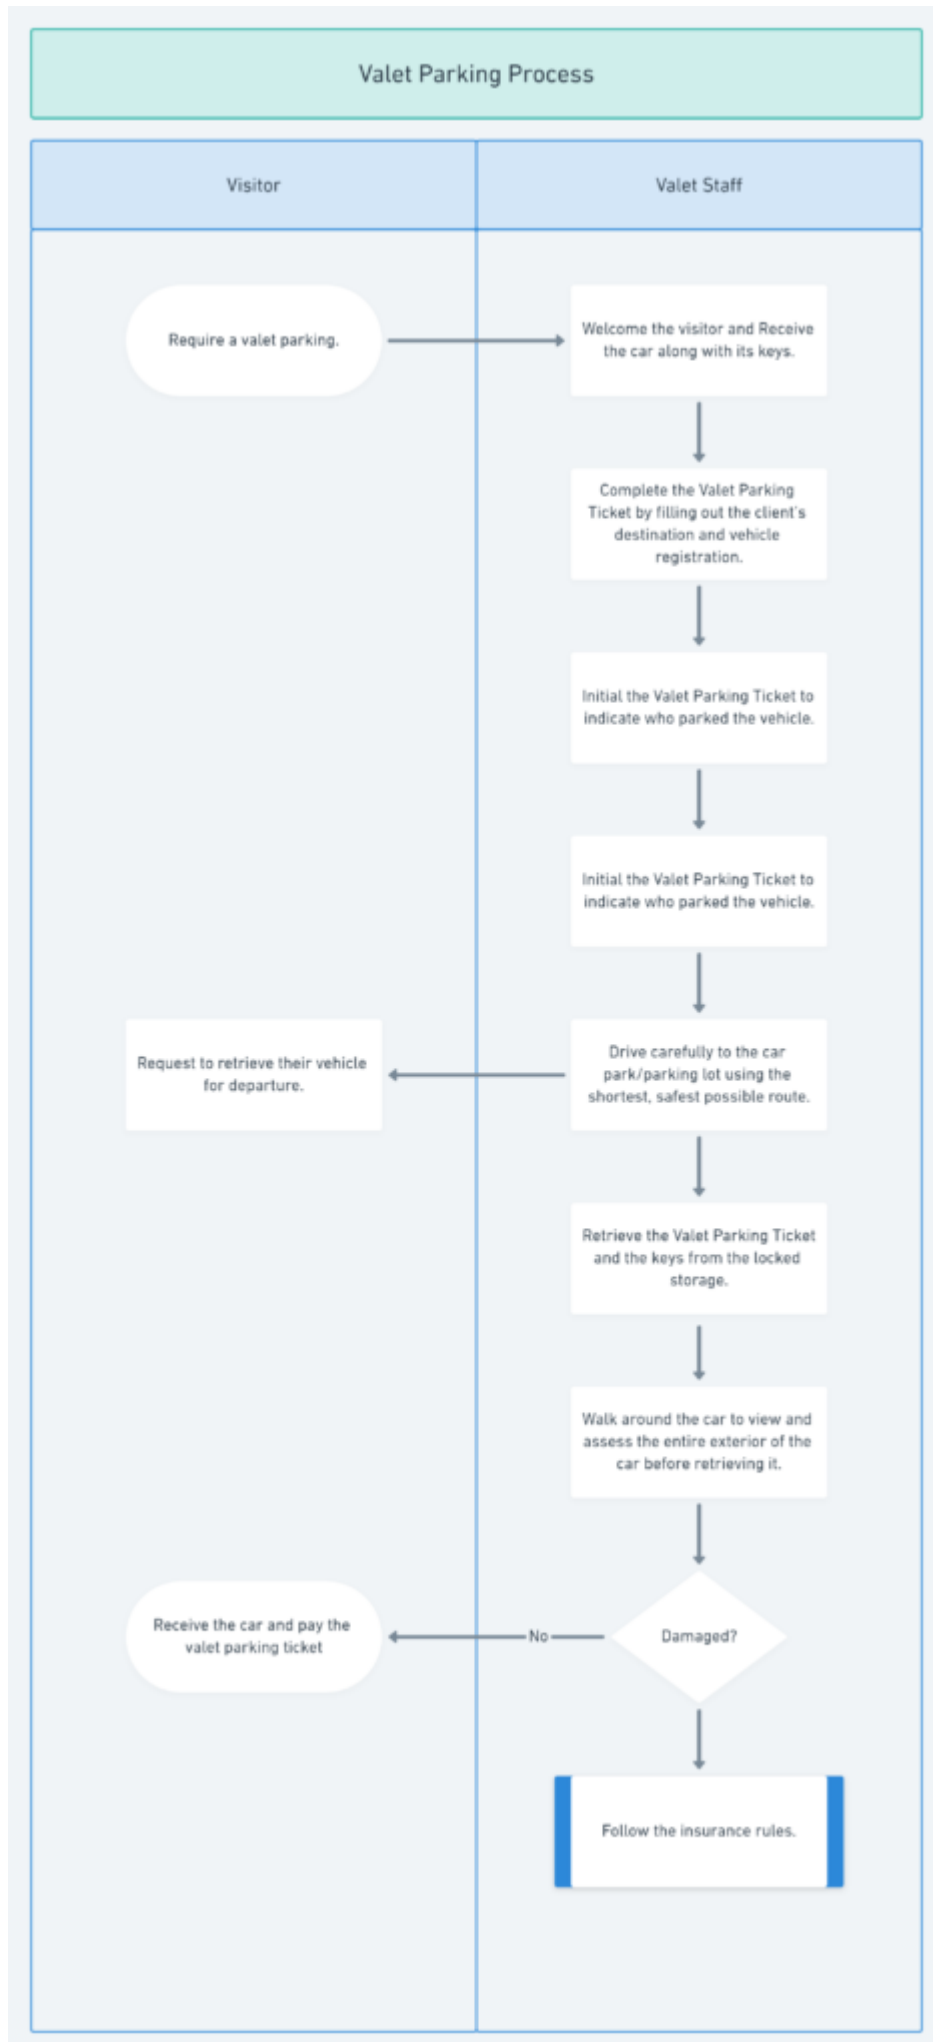 Valet Parking Process
Visitor
Valet Staff
Require a valet parking.
Welcome the visitor and Receive
the car along with its keys.
Complete the Valet Parking
Ticket by filling out the client's
destination and vehicle
registration.
Initial the Valet Parking Ticket to
indicate who parked the vehicle.
Initial the Valet Parking Ticket to
indicate who parked the vehicle.
Drive carefully to the car
park/parking lot using the
shortest, safest possible route.
Request to retrieve their vehicle
for departure.
Retrieve the Valet Parking Ticket
and the keys from the locked
storage.
Walk around the car to view and
assess the entire exterior of the
car before retrieving it.
Damaged?
No
Receive the car and pay the
valet parking ticket
Follow the insurance rules.